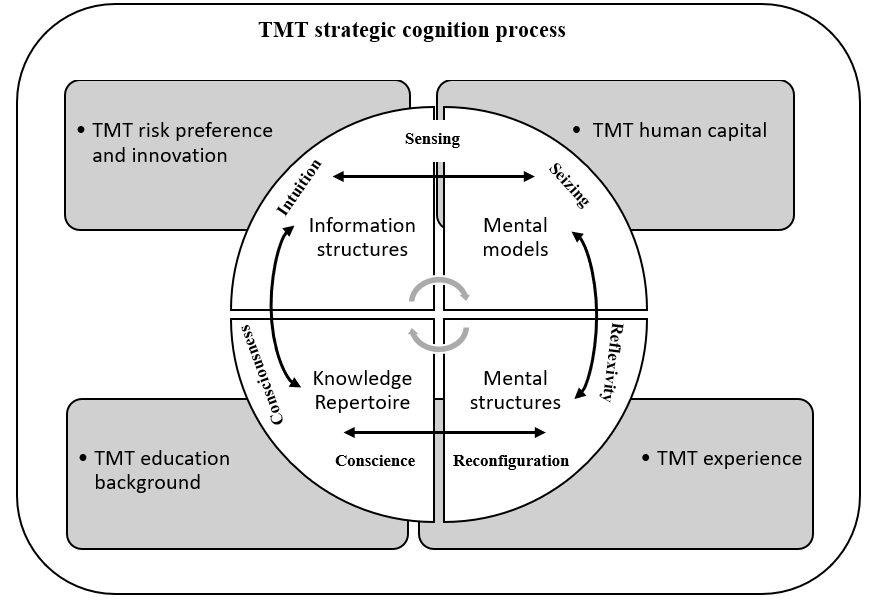 TMT strategic cognition process
• TMT risk preference
and innovation
• TMT human capital
Sensing
Intuition
Seizing
Information
structures
Mental
models
Consciousness
Reflexivity
Knowledge
Repertoire
Mental
structures
Conscience
Reconfiguration
• TMT education
background
• TMT experience